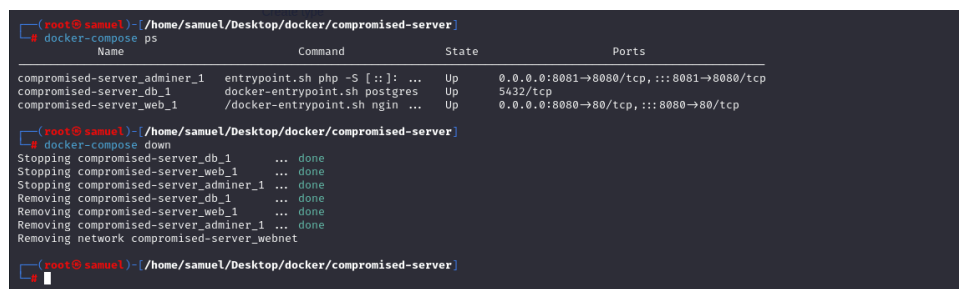 ┌──(root㉿samuel)-[/home/samuel/Desktop/docker/compromised-server]
└─# docker-compose ps
Name Command State Ports
compromised-server_adminer_1 entrypoint.sh php -S [::]: ... Up 0.0.0.0:8081→8080/tcp,:::8081→8080/tcp
compromised-server_db_1 docker-entrypoint.sh postgres Up 5432/tcp
compromised-server_web_1 /docker-entrypoint.sh ngin ... Up 0.0.0.0:8080→80/tcp,:::8080→80/tcp
┌──(root㉿samuel)-[/home/samuel/Desktop/docker/compromised-server]
└─# docker-compose down
Stopping compromised-server_db_1 ... done
Stopping compromised-server_web_1 ... done
Stopping compromised-server_adminer_1 ... done
Removing compromised-server_db_1 ... done
Removing compromised-server_web_1 ... done
Removing compromised-server_adminer_1 ... done
Removing network compromised-server_webnet
┌──(root㉿samuel)-[/home/samuel/Desktop/docker/compromised-server]
└─#